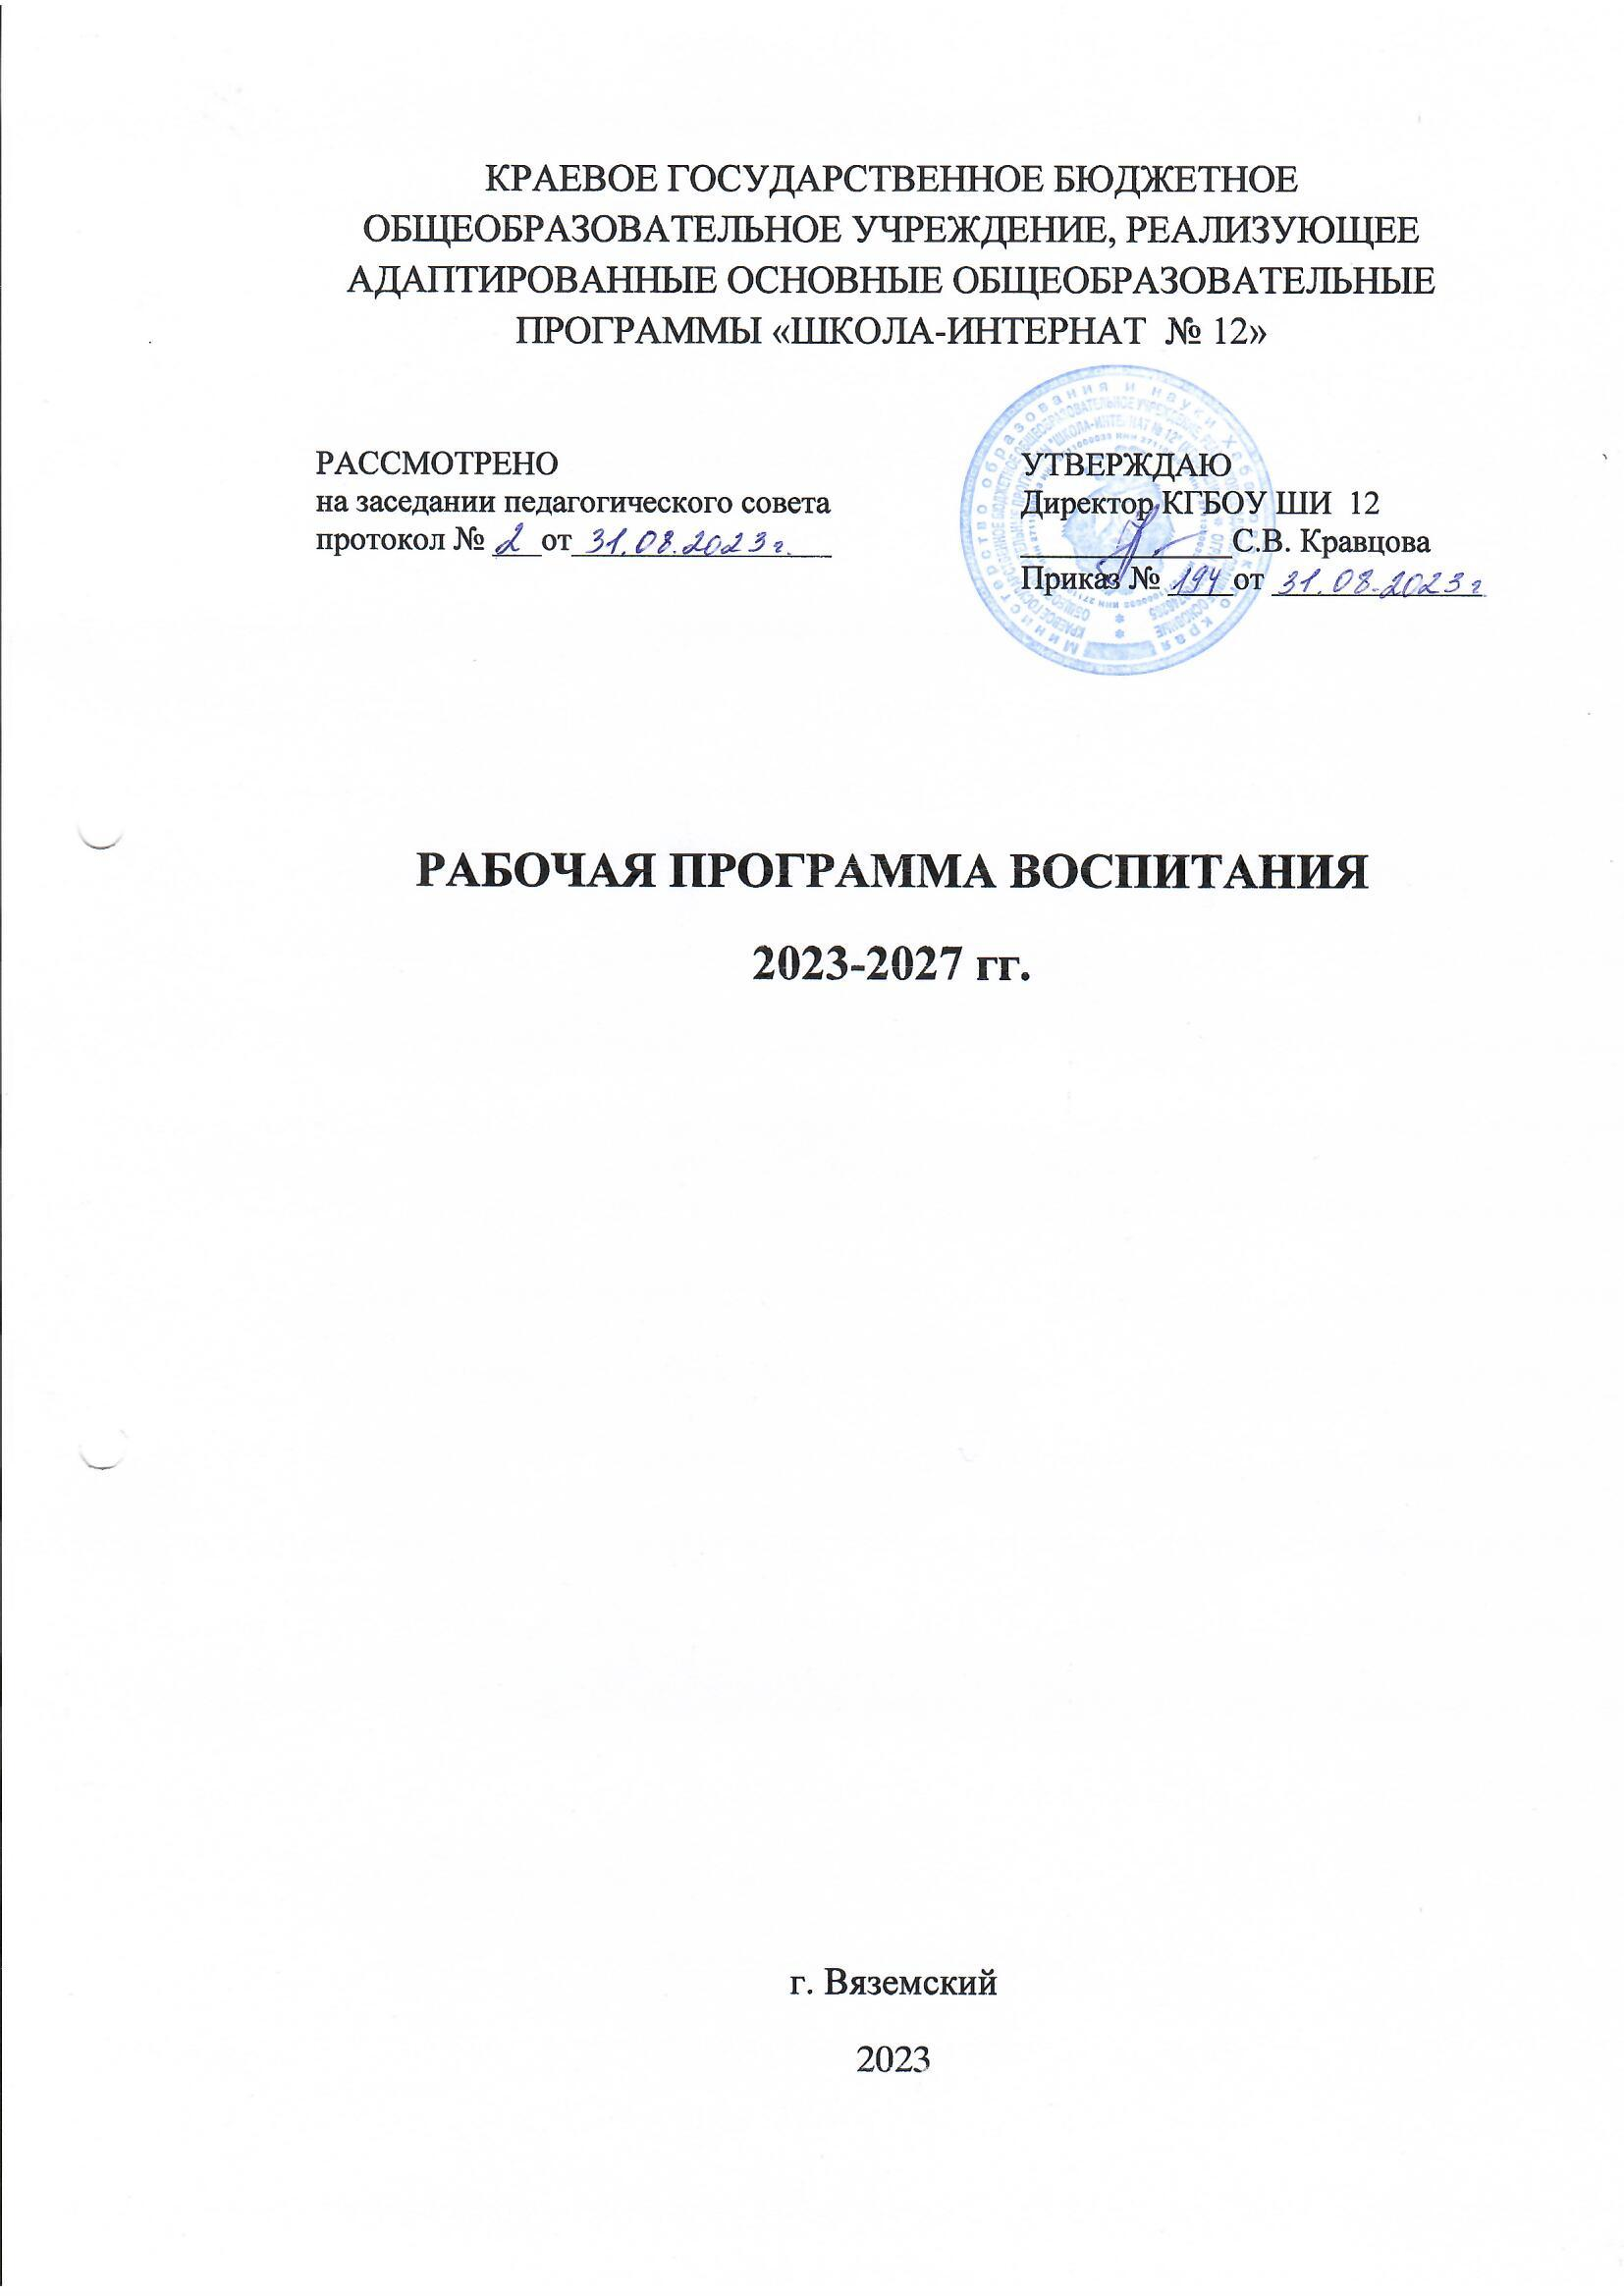 КРАЕВОЕ ГОСУДАРСТВЕННОЕ БЮДЖЕТНОЕ
ОБЩЕОБРАЗОВАТЕЛЬНОЕ УЧРЕЖДЕНИЕ, РЕАЛИЗУЮЩЕЕ
АДАПТИРОВАННЫЕ ОСНОВНЫЕ ОБЩЕОБРАЗОВАТЕЛЬНЫЕ
ПРОГРАММЫ «ШКОЛА-ИНТЕРНАТ № 12»
РАССМОТРЕНО
на заседании педагогического совета
протокол № 2 от 31.08.2023 г.
УТВЕРЖДАЮ
Директор КГБОУ ШИ 12
С.В. Кравцова
Приказ № 194 от 31.08.2023 г
РАБОЧАЯ ПРОГРАММА ВОСПИТАНИЯ
2023-2027 гг.
г. Вяземский
2023